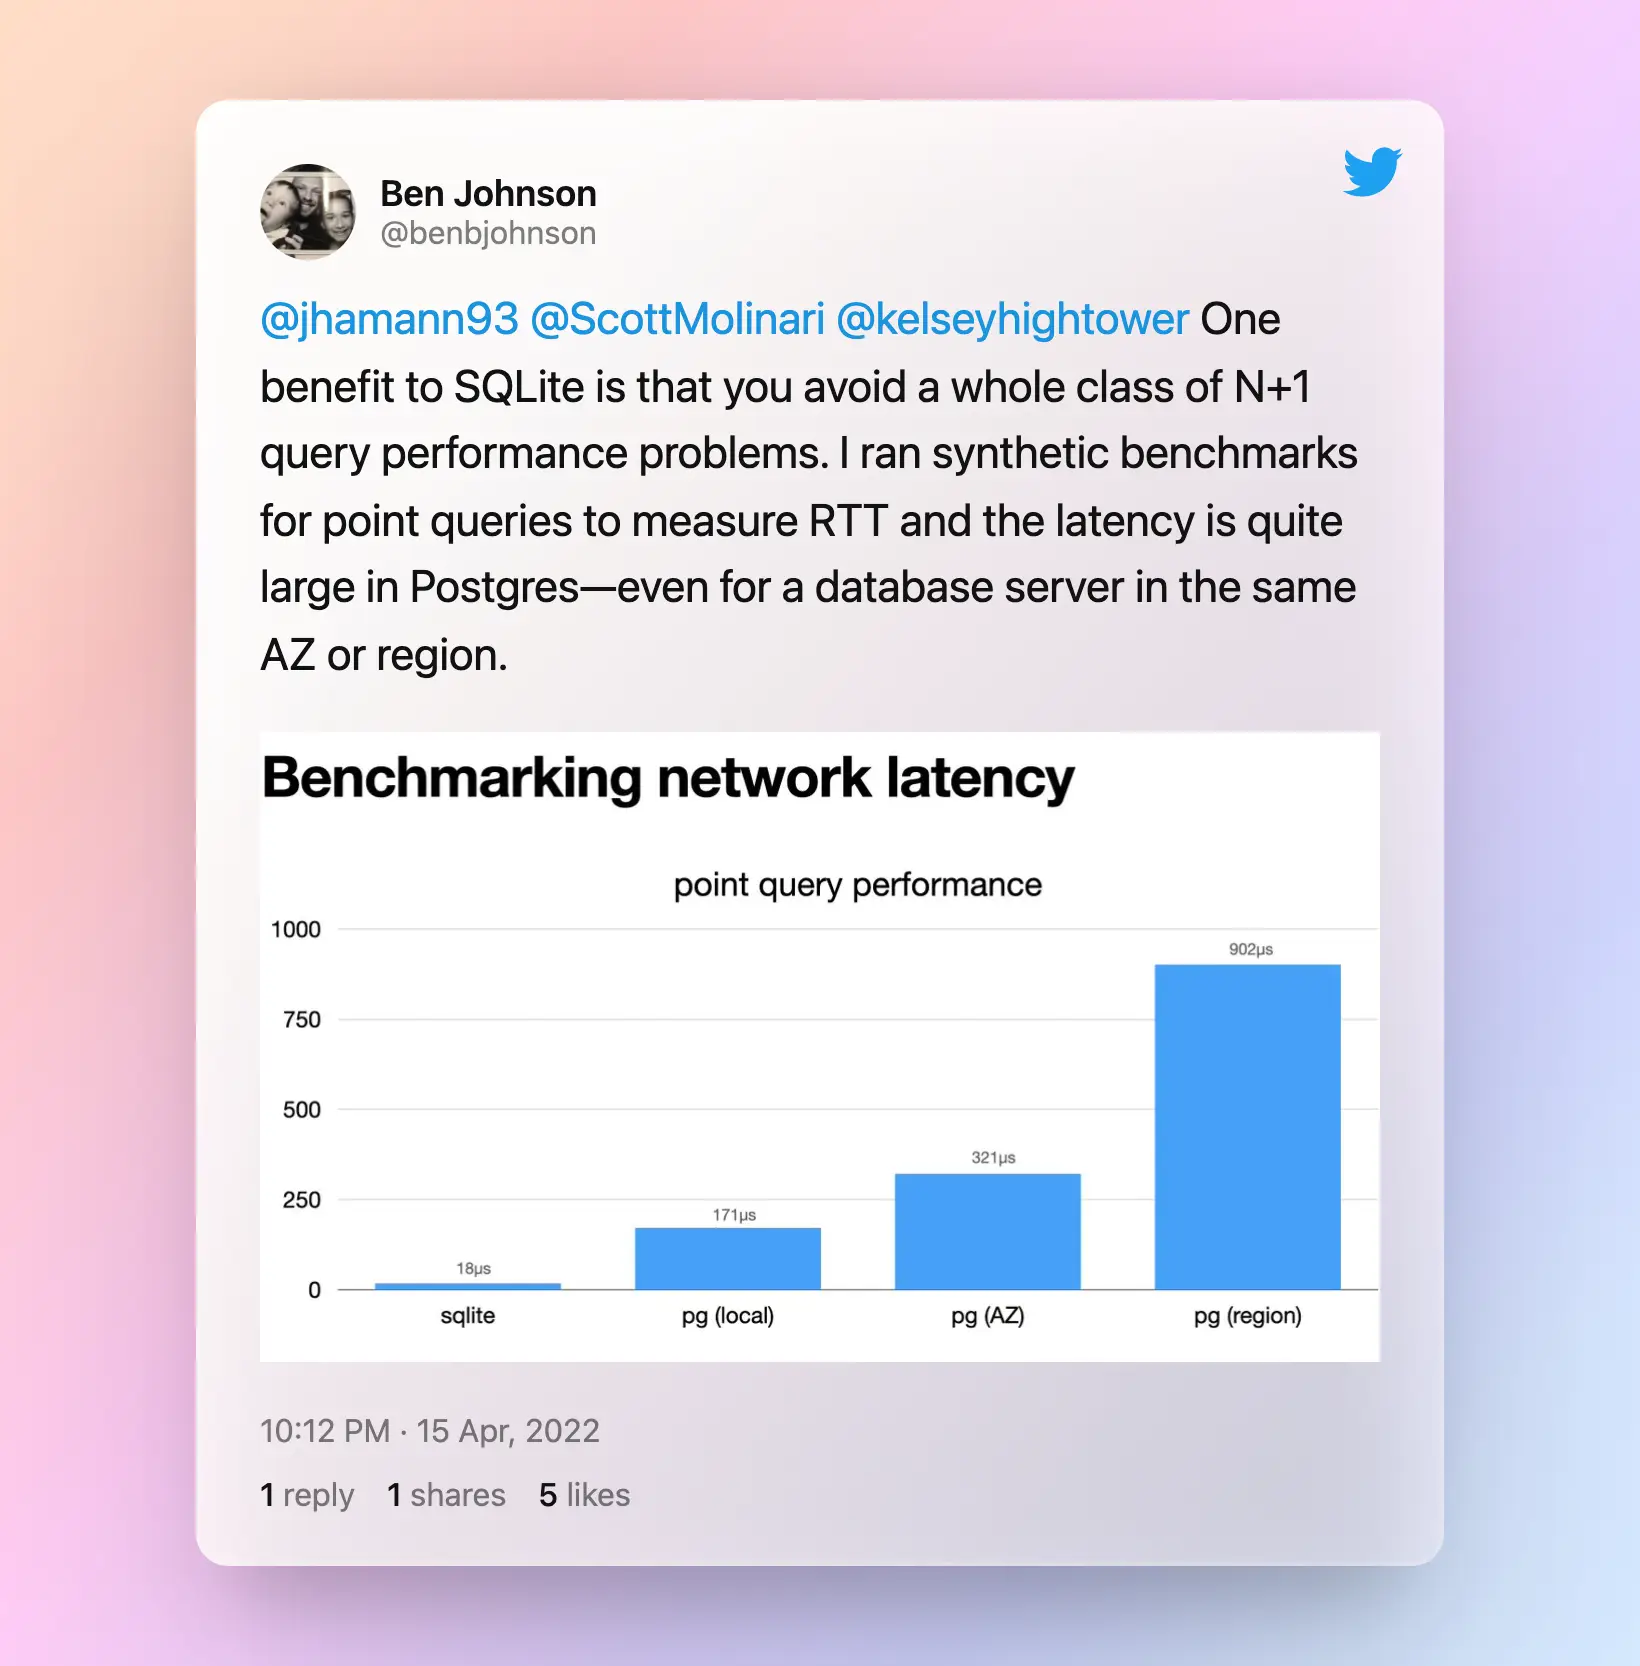 Ben Johnson
@benbjohnson
@jhamann93 @ScottMolinari @kelseyhightower One
benefit to SQLite is that you avoid a whole class of N+1
query performance problems. I ran synthetic benchmarks
for point queries to measure RTT and the latency is quite
large in Postgres—even for a database server in the same
AZ or region.
Benchmarking network latency
point query performance
1000
902µs
750
500
321µs
250
171µs
18µs
0
sqlite pg (local) pg (AZ) pg (region)
10:12 PM · 15 Apr, 2022
1 reply 1 shares 5 likes